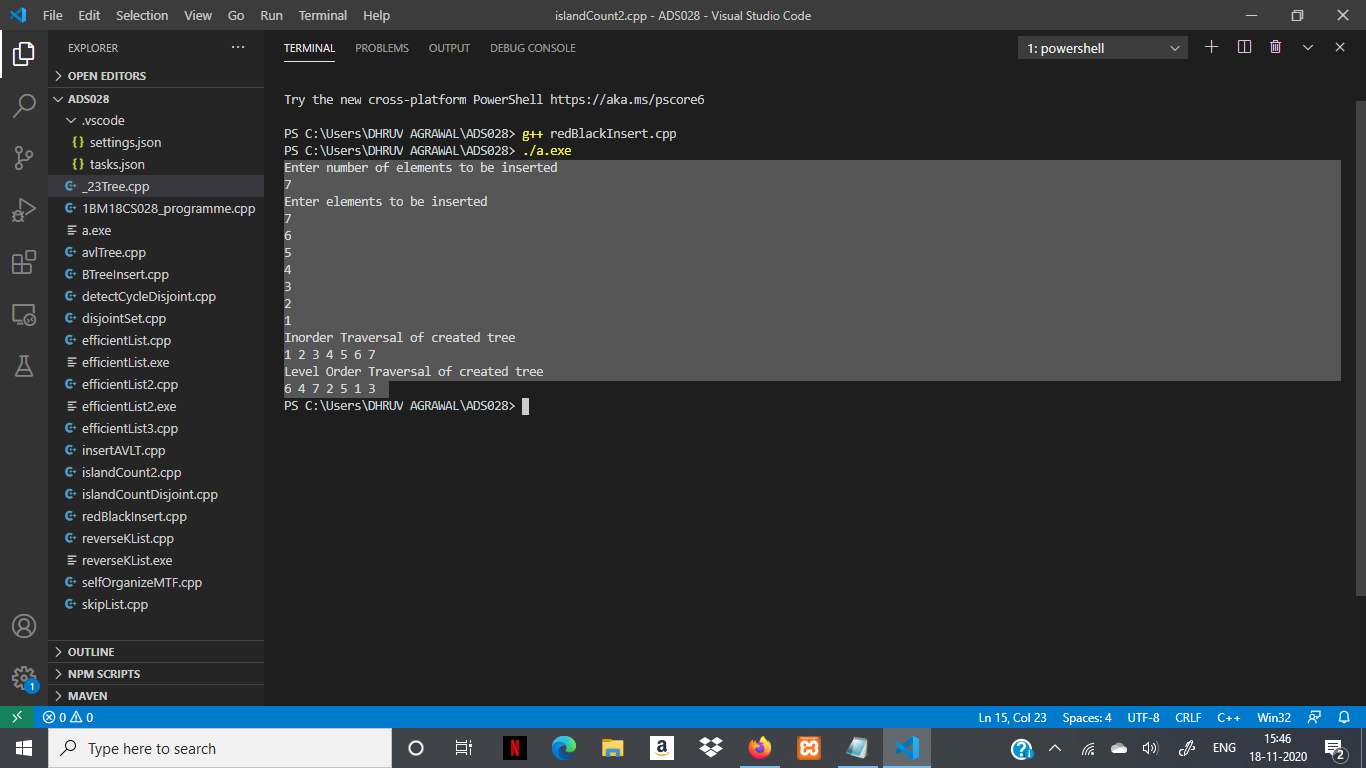 File Edit Selection View Go Run Terminal Help islandCount2.cpp - ADS028 - Visual Studio Code
EXPLORER
OPEN EDITORS
ADS028
.vscode
{} settings.json
{} tasks.json
_23Tree.cpp
1BM18CS028_programme.cpp
a.exe
avlTree.cpp
BTreeInsert.cpp
detectCycleDisjoint.cpp
disjointSet.cpp
efficientList.cpp
efficientList.exe
efficientList2.cpp
efficientList2.exe
efficientList3.cpp
insertAVLT.cpp
islandCount2.cpp
islandCountDisjoint.cpp
redBlackInsert.cpp
reverseKList.cpp
reverseKList.exe
selfOrganizeMTF.cpp
skipList.cpp
OUTLINE
NPM SCRIPTS
MAVEN
1
TERMINAL PROBLEMS OUTPUT DEBUG CONSOLE 1: powershell
Try the new cross-platform PowerShell https://aka.ms/pscore6
PS C:\Users\DHRUV AGRAWAL\ADS028> g++ redBlackInsert.cpp
PS C:\Users\DHRUV AGRAWAL\ADS028> ./a.exe
Enter number of elements to be inserted
7
Enter elements to be inserted
7
6
5
4
3
2
1
Inorder Traversal of created tree
1 2 3 4 5 6 7
Level Order Traversal of created tree
6 4 7 2 5 1 3
PS C:\Users\DHRUV AGRAWAL\ADS028>
0 0 Ln 15, Col 23 Spaces: 4 UTF-8 CRLF C++ Win32
Type here to search N a ENG 15:46
18-11-2020 2